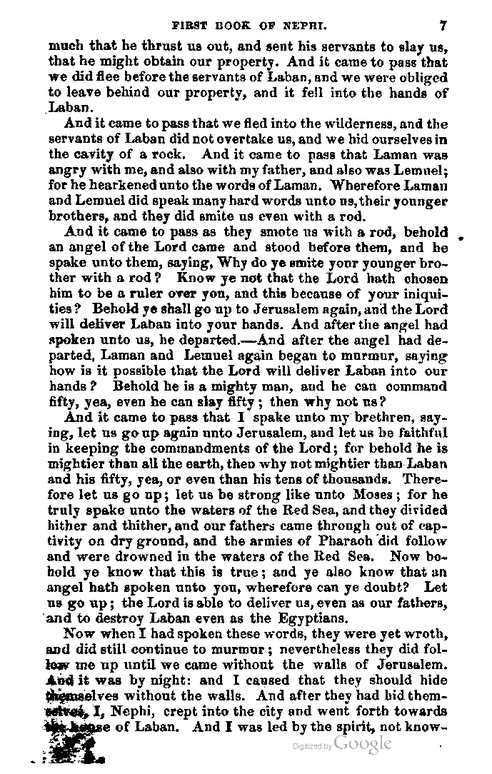 FIRST BOOK OF NEPHI. 7
much that he thrust us out, and sent his servants to slay us,
that he might obtain our property. And it came to pass that
we did flee before the servants of Laban, and we were obliged
to leave behind our property, and it fell into the hands of
Laban.
And it came to pass that we fled into the wilderness, and the
servants of Laban did not overtake us, and we hid ourselves in
the cavity of a rock. And it came to pass that Laman was
angry with me, and also with my father, and also was Lemuel;
for he hearkened unto the words of Laman. Wherefore Laman
and Lemuel did speak many hard words unto us, their younger
brothers, and they did smite us even with a rod.
And it came to pass as they smote us with a rod, behold
an angel of the Lord came and stood before them, and he
spake unto them, saying, Why do ye smite your younger bro-
ther with a rod? Know ye not that the Lord hath chosen
him to be a ruler over you, and this because of your iniqui-
ties? Behold ye shall go up to Jerusalem again, and the Lord
will deliver Laban into your hands. And after the angel had
spoken unto us, he departed.—And after the angel had de-
parted, Laman and Lemuel again began to murmur, saying
how is it possible that the Lord will deliver Laban into our
hands? Behold he is a mighty man, and he can command
fifty, yea, even he can slay fifty; then why not us?
And it came to pass that I spake unto my brethren, say-
ing, let us go up again unto Jerusalem, and let us be faithful
in keeping the commandments of the Lord; for behold he is
mightier than all the earth, then why not mightier than Laban
and his fifty, yea, or even than his tens of thousands. There-
fore let us go up; let us be strong like unto Moses; for he
truly spake unto the waters of the Red Sea, and they divided
hither and thither, and our fathers came through out of cap-
tivity on dry ground, and the armies of Pharaoh did follow
and were drowned in the waters of the Red Sea. Now be-
hold ye know that this is true; and ye also know that an
angel hath spoken unto you, wherefore can ye doubt? Let
us go up; the Lord is able to deliver us, even as our fathers,
and to destroy Laban even as the Egyptians.
Now when I had spoken these words, they were yet wroth,
and did still continue to murmur; nevertheless they did fol-
low me up until we came without the walls of Jerusalem.
And it was by night: and I caused that they should hide
themselves without the walls. And after they had hid them-
selves, I, Nephi, crept into the city and went forth towards
the house of Laban. And I was led by the spirit, not know-
Digitized by Google